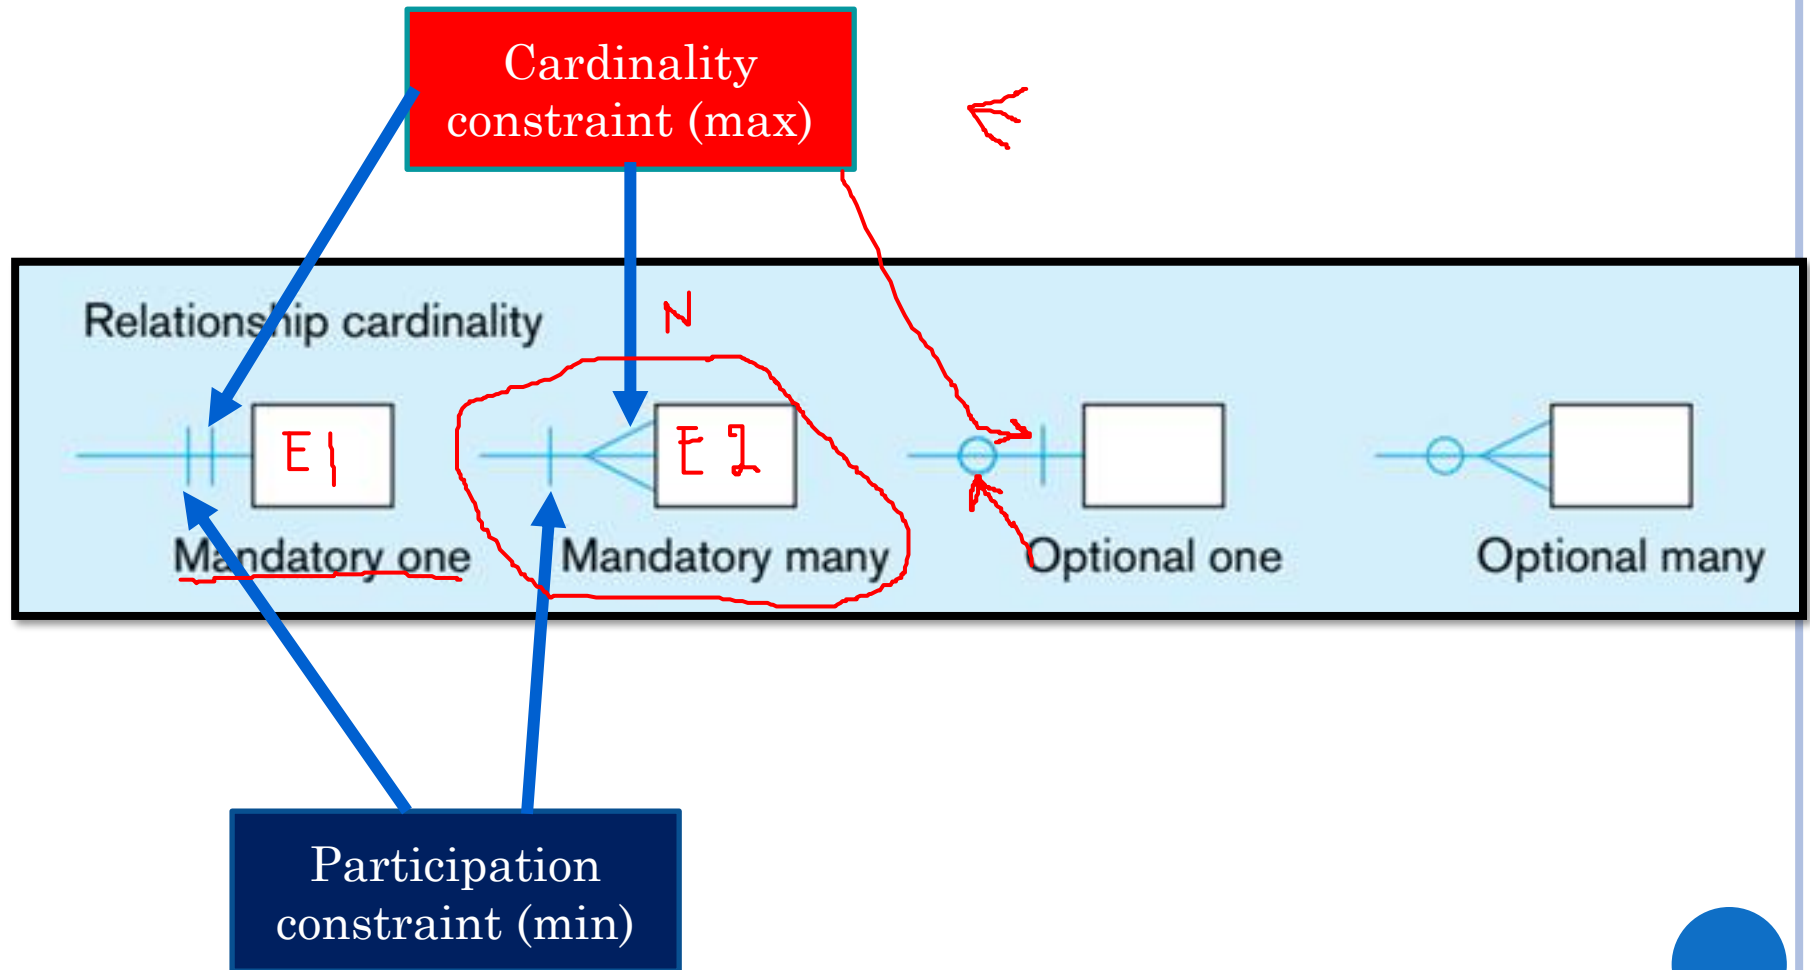 Cardinality
constraint (max)
Relationship cardinality
N
E1
E2
Mandatory one
Mandatory many
Optional one
Optional many
Participation
constraint (min)